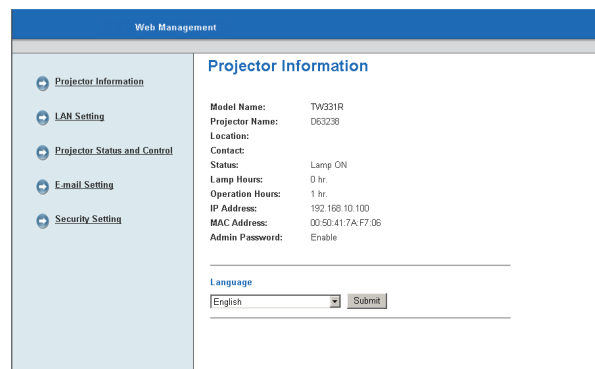 Web Management
Projector Information
LAN Setting
Projector Status and Control
E-mail Setting
Security Setting
Projector Information
Model Name: TW331R
Projector Name: D63238
Location:
Contact:
Status: Lamp ON
Lamp Hours: 0 hr.
Operation Hours: 1 hr.
IP Address: 192.168.10.100
MAC Address: 00:50:41:7A:F7:06
Admin Password: Enable
Language
English Submit